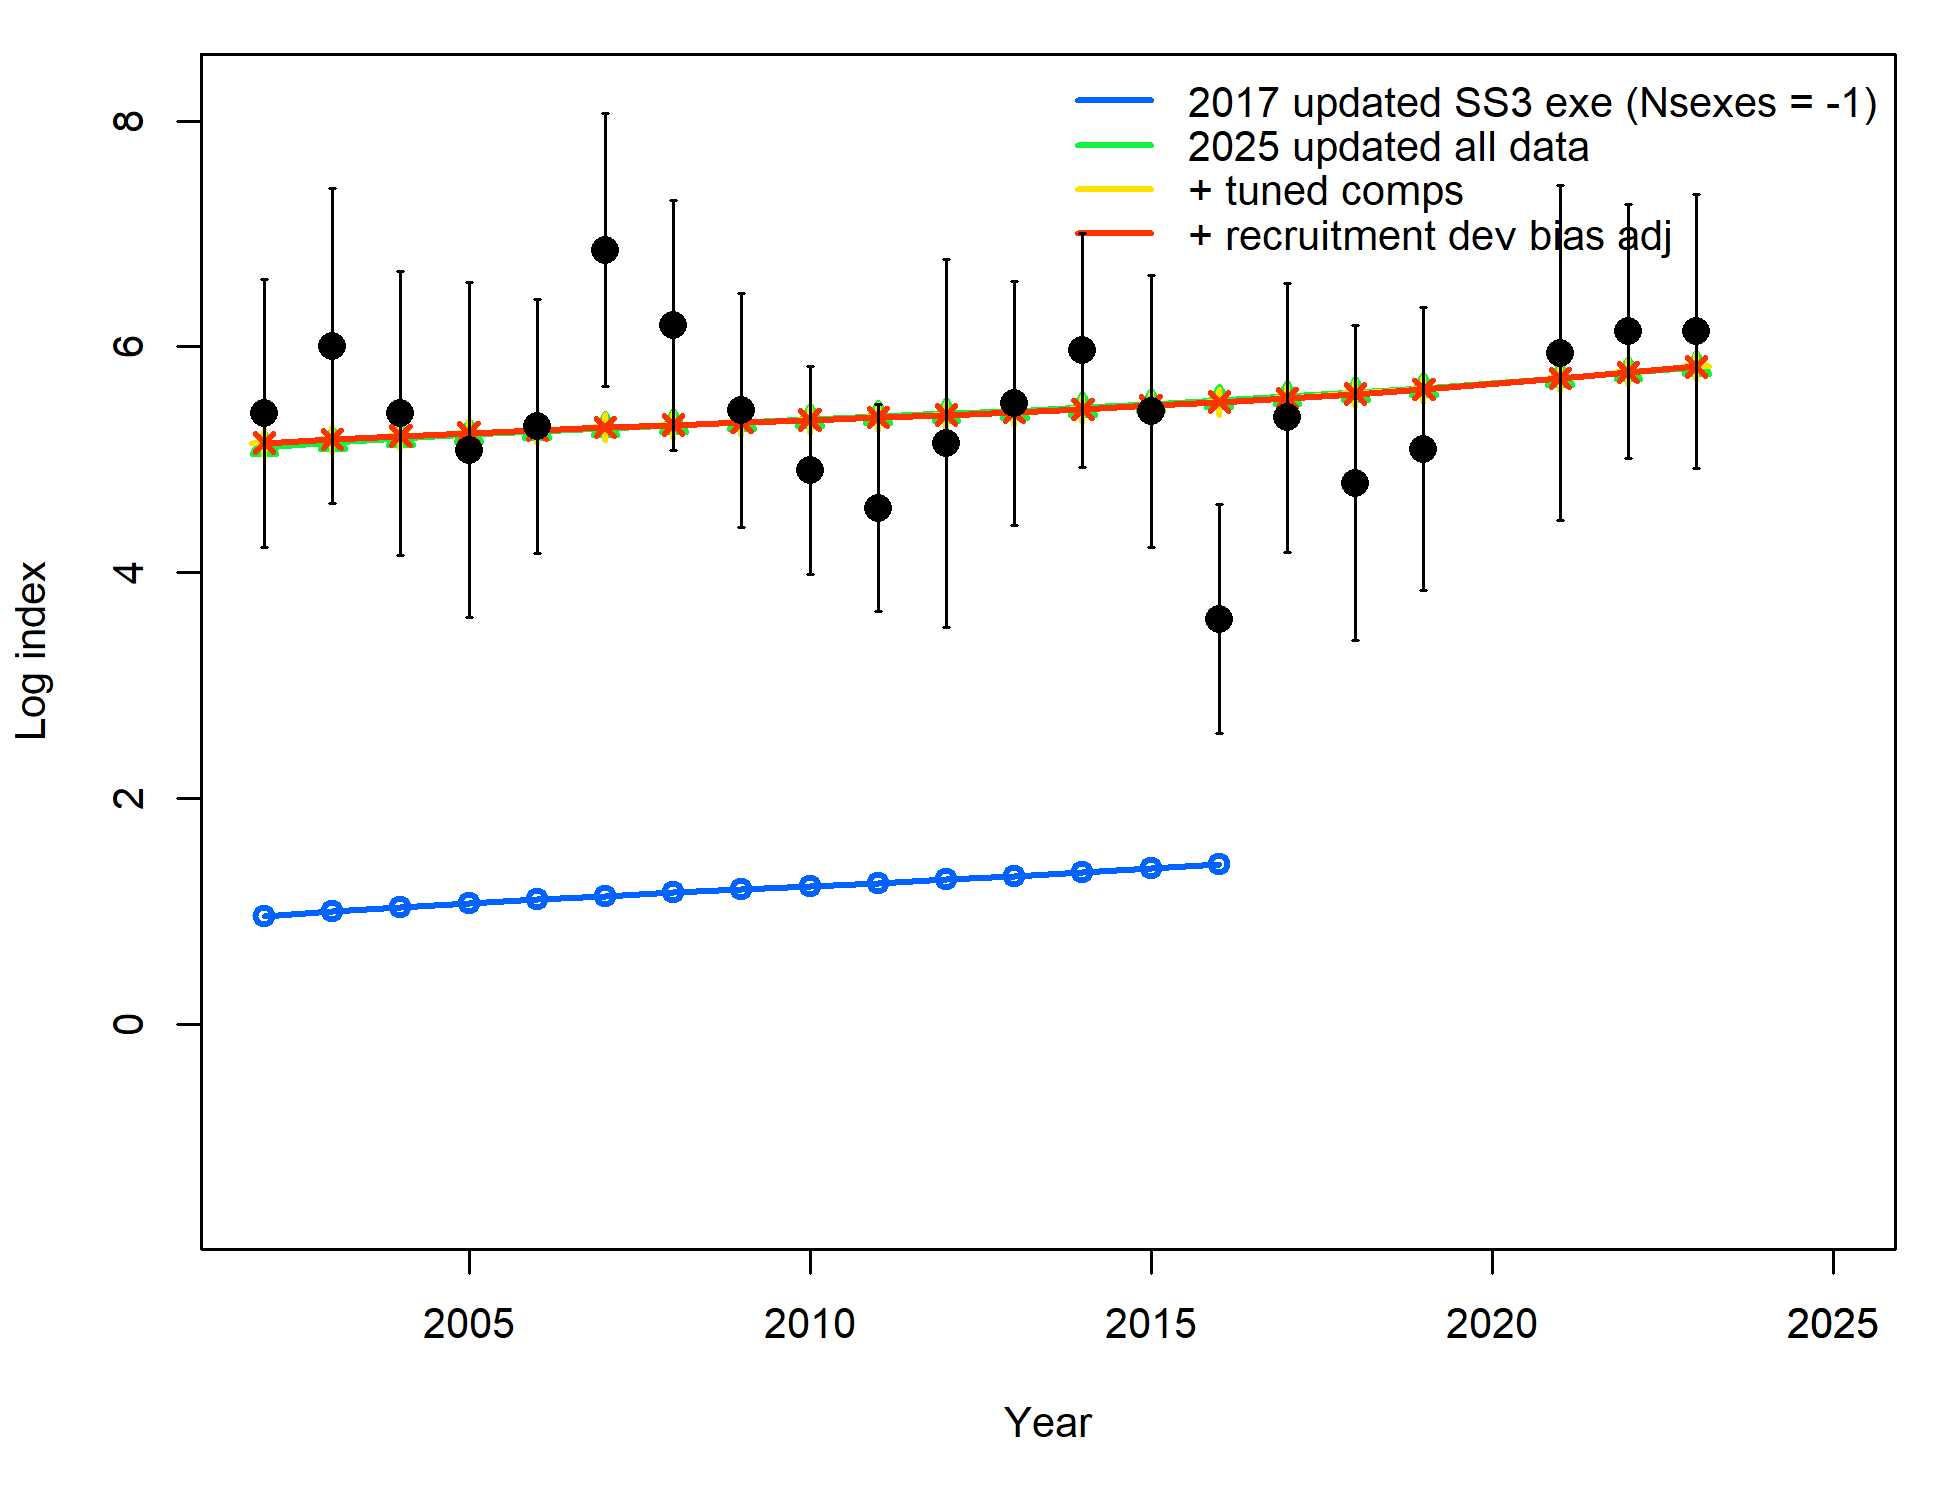 2017 updated SS3 exe (Nsexes = -1)
2025 updated all data
+ tuned comps
+ recruitment dev bias adj
8
6
4
2
0
Log index
2005 2010 2015 2020 2025
Year